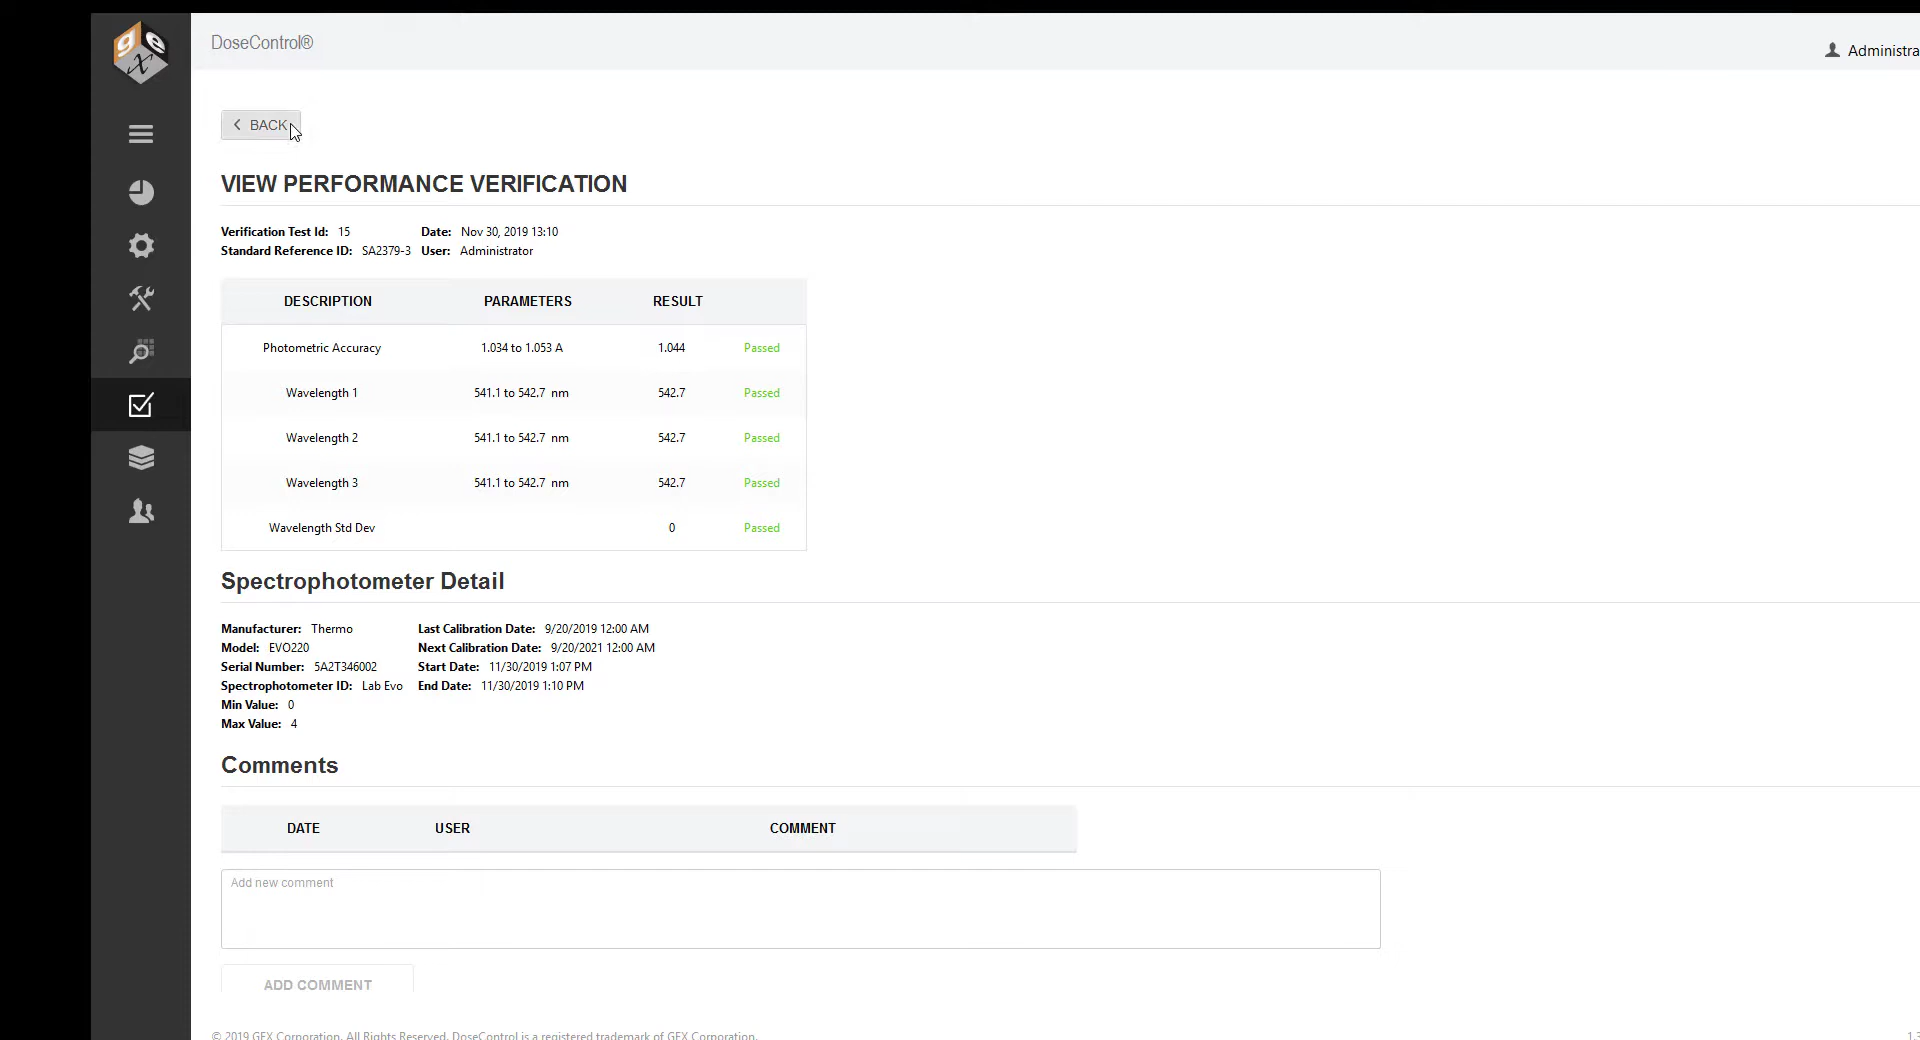 gex
DoseControl®
Administra
BACK
VIEW PERFORMANCE VERIFICATION
Verification Test Id: 15 Date: Nov 30, 2019 13:10
Standard Reference ID: SA2379-3 User: Administrator
DESCRIPTION PARAMETERS RESULT
Photometric Accuracy 1.034 to 1.053 A 1.044 Passed
Wavelength 1 541.1 to 542.7 nm 542.7 Passed
Wavelength 2 541.1 to 542.7 nm 542.7 Passed
Wavelength 3 541.1 to 542.7 nm 542.7 Passed
Wavelength Std Dev 0 Passed
Spectrophotometer Detail
Manufacturer: Thermo Last Calibration Date: 9/20/2019 12:00 AM
Model: EVO220 Next Calibration Date: 9/20/2021 12:00 AM
Serial Number: 5A2T346002 Start Date: 11/30/2019 1:07 PM
Spectrophotometer ID: Lab Evo End Date: 11/30/2019 1:10 PM
Min Value: 0
Max Value: 4
Comments
DATE USER COMMENT
Add new comment
ADD COMMENT
© 2019 GEX Corporation. All Rights Reserved. DoseControl is a registered trademark of GEX Corporation.